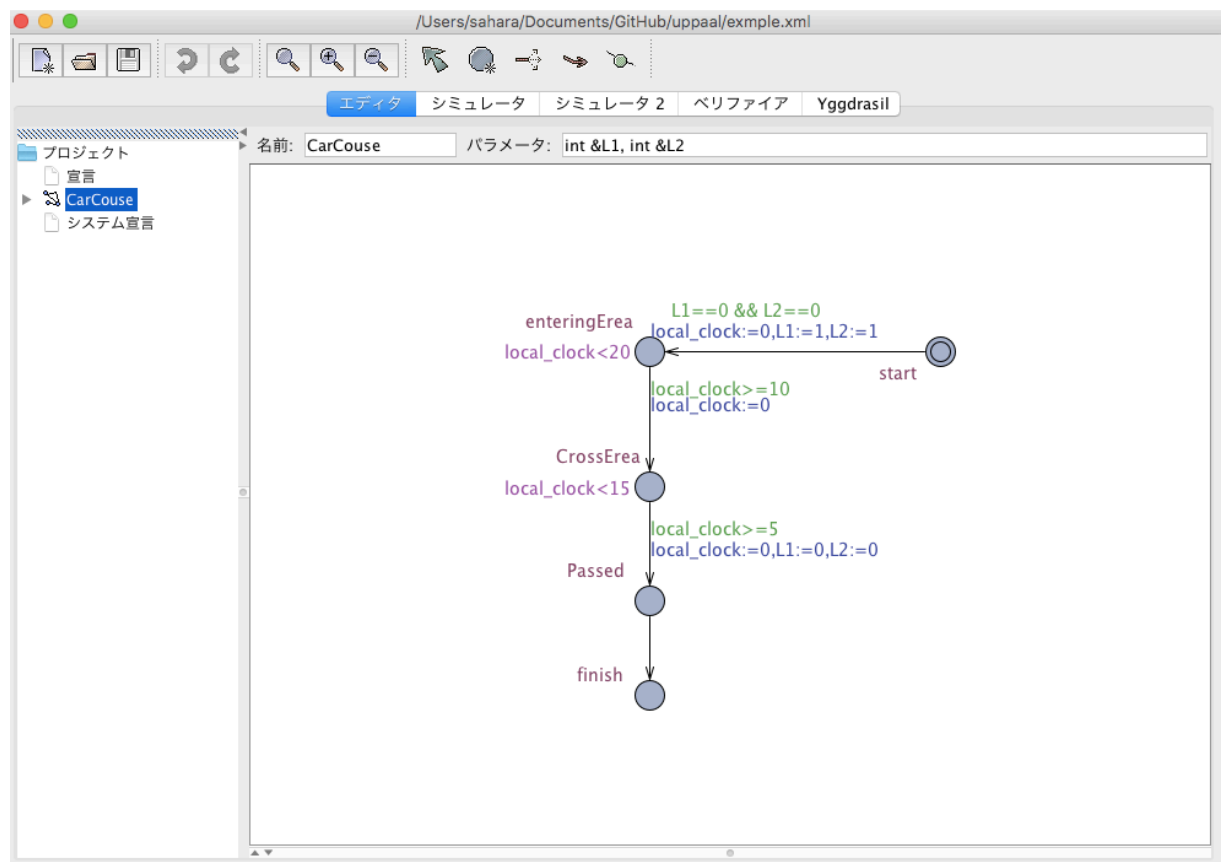 /Users/sahara/Documents/GitHub/uppaal/exmple.xml
エディタ シミュレータ シミュレータ 2 ベリファイア Yggdrasil
プロジェクト
宣言
CarCouse
システム宣言
名前: CarCouse パラメータ: int &L1, int &L2
L1==0 && L2==0
enteringErea
local_clock:=0,L1:=1,L2:=1
local_clock<20
start
local_clock>=10
local_clock:=0
CrossErea
local_clock<15
local_clock>=5
local_clock:=0,L1:=0,L2:=0
Passed
finish